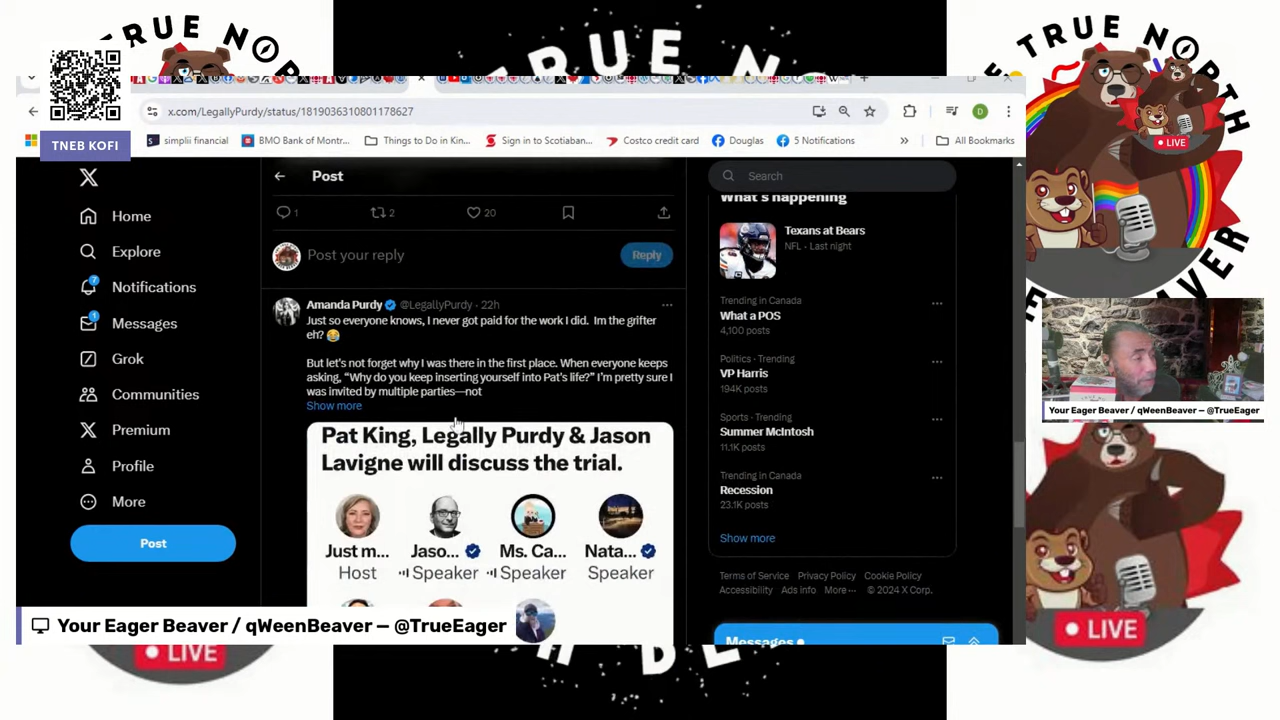 TRUE NO
TRUE N
TRUE NORTH
LIVE
TNEB KOFI
x.com/LegallyPurdy/status/1819036310801178627
simplii financial
BMO Bank of Montr...
Things to Do in Kin...
Sign in to Scotiaban...
Costco credit card
Douglas
5 Notifications
»
All Bookmarks
D
Home
Explore
7
Notifications
1
Messages
Grok
Communities
Premium
Profile
More
Post
Post
1
2
20
Post your reply
Reply
Amanda Purdy @LegallyPurdy · 22h
Just so everyone knows, I never got paid for the work I did. Im the grifter
eh? 😂
But let's not forget why I was there in the first place. When everyone keeps
asking, “Why do you keep inserting yourself into Pat's life?” I'm pretty sure I
was invited by multiple parties—not
Show more
Pat King, Legally Purdy & Jason
Lavigne will discuss the trial.
Just m...
Jaso...
Ms. Ca...
Nata...
Host
Speaker
Speaker
Speaker
Search
What's happening
Texans at Bears
NFL · Last night
Trending in Canada
What a POS
4,100 posts
Politics · Trending
VP Harris
194K posts
Sports · Trending
Summer McIntosh
11.1K posts
Trending in Canada
Recession
23.1K posts
Show more
Terms of Service Privacy Policy Cookie Policy
Accessibility Ads info More ··· © 2024 X Corp.
Messages
Your Eager Beaver / qWeenBeaver — @TrueEager
Your Eager Beaver / qWeenBeaver — @TrueEager
EAVER
LIVE
LIVE